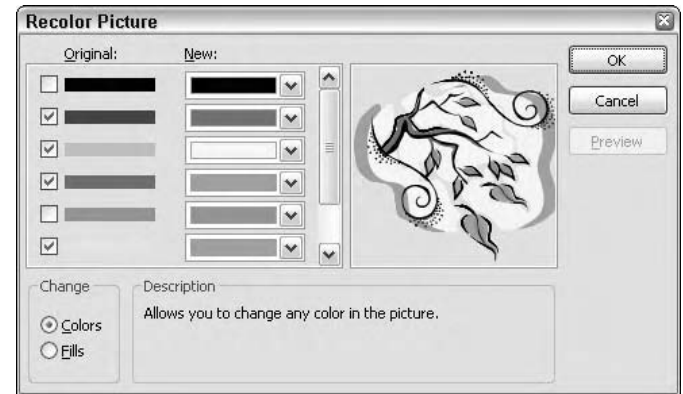 Recolor Picture
Original: New:
OK
Cancel
Preview
Change
Colors
Fills
Description
Allows you to change any color in the picture.